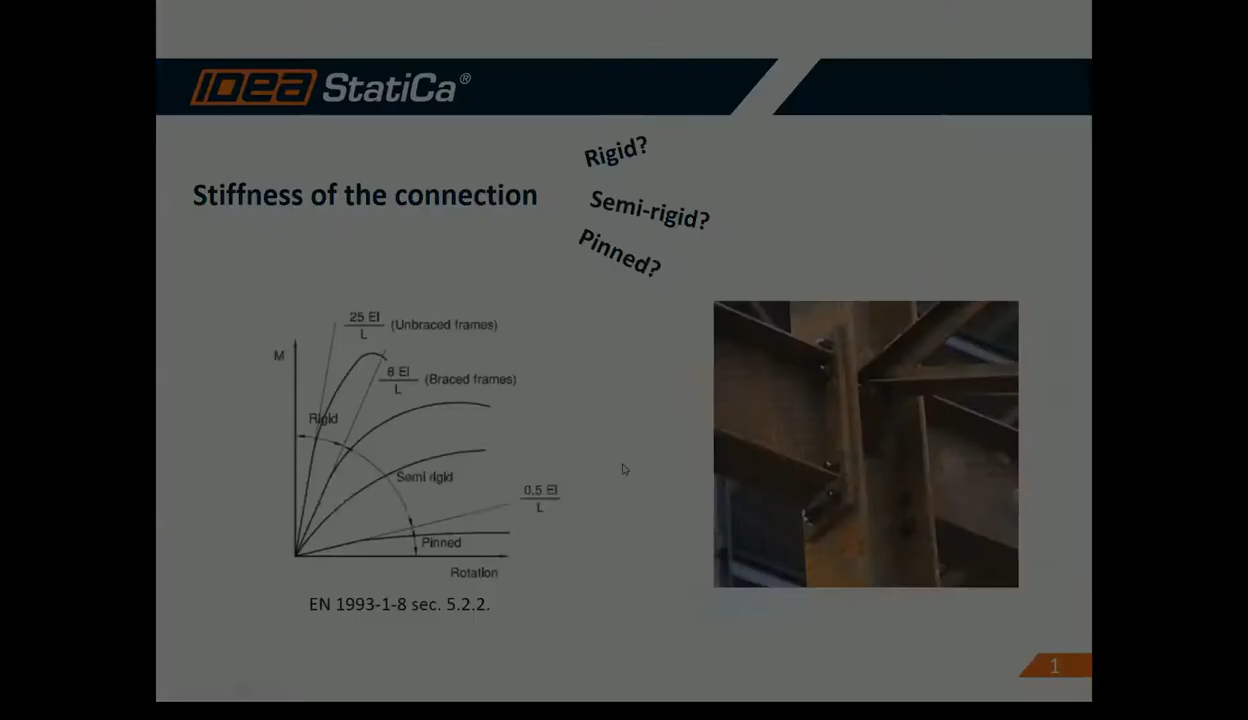 IDEA StatiCa®
Rigid?
Stiffness of the connection
Semi-rigid?
Pinned?
25 EI
L
(Unbraced frames)
M
8 EI
L
(Braced frames)
Rigid
Semi rigid
0.5 EI
L
Pinned
Rotation
EN 1993-1-8 sec. 5.2.2.
1